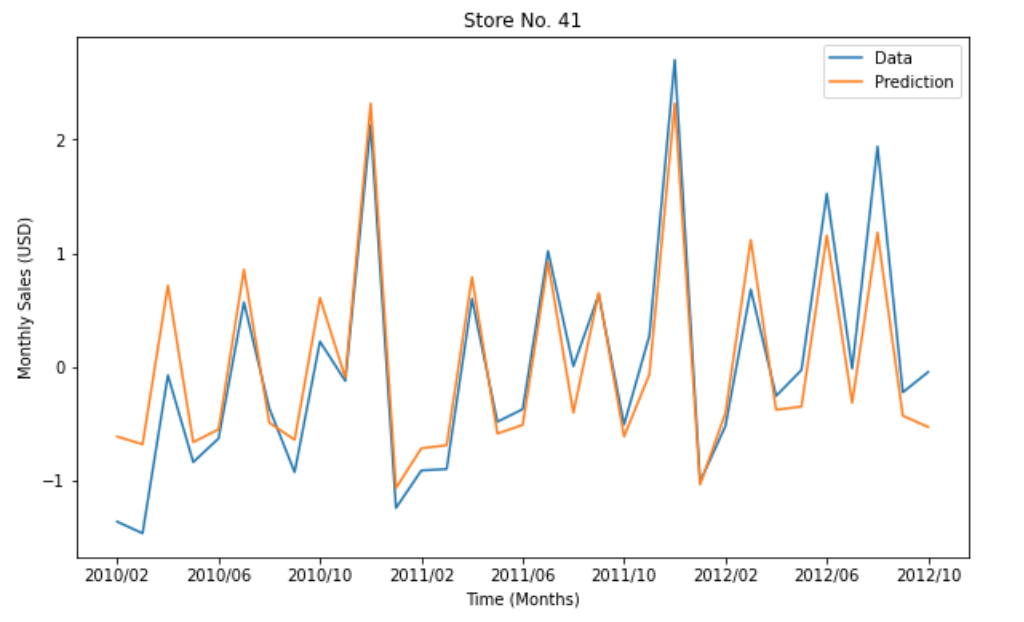 Store No. 41
Data
Prediction
Monthly Sales (USD)
2
1
0
−1
2010/02 2010/06 2010/10 2011/02 2011/06 2011/10 2012/02 2012/06 2012/10
Time (Months)